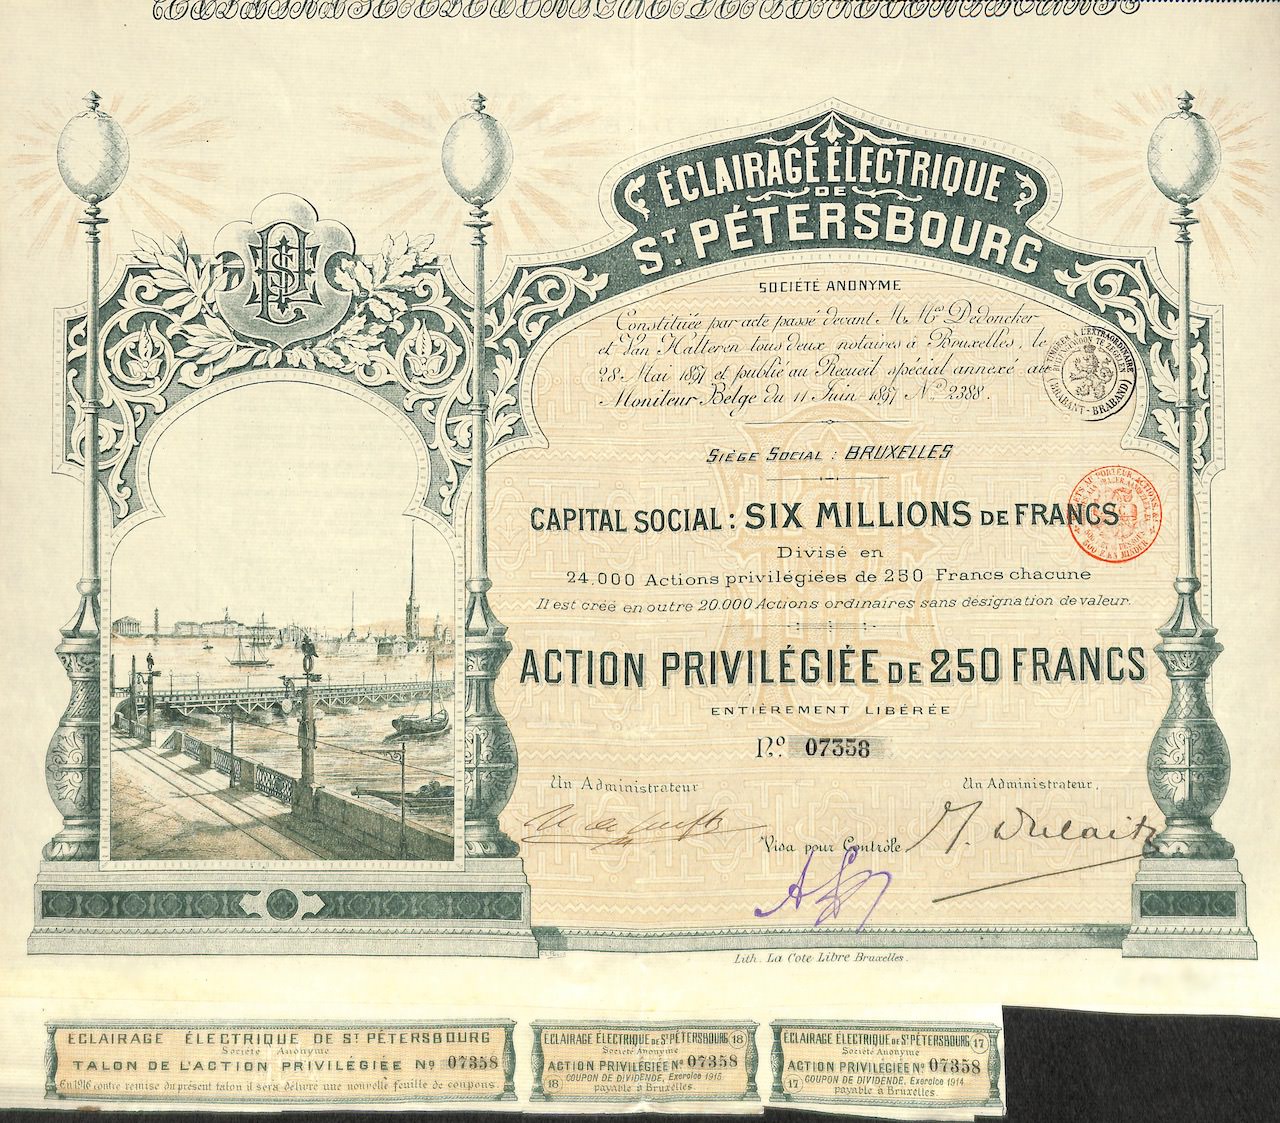 ÉCLAIRAGE ÉLECTRIQUE
DE
ST. PÉTERSBOURG
SOCIÉTÉ ANONYME
Constituée par acte passé devant M.Mes Dedoncker
et Van Halteren tous deux notaires à Bruxelles, le
28 Mai 1897 et publié au Recueil spécial annexé au
Moniteur Belge du 11 Juin 1897 No 2388.
SIÈGE SOCIAL : BRUXELLES
CAPITAL SOCIAL : SIX MILLIONS DE FRANCS
Divisé en
24.000 Actions privilégiées de 250 Francs chacune
Il est créé en outre 20.000 Actions ordinaires sans désignation de valeur.
ACTION PRIVILÉGIÉE DE 250 FRANCS
ENTIÈREMENT LIBÉRÉE
No. 07358
Un Administrateur
Un Administrateur.
Visa pour Contrôle
(BRABANT - BRABAND)
Lith. La Cote Libre Bruxelles.
ÉCLAIRAGE ÉLECTRIQUE DE ST PÉTERSBOURG
Société Anonyme
TALON DE L'ACTION PRIVILÉGIÉE No 07358
En 1916 contre remise du présent talon il sera délivré une nouvelle feuille de coupons.
ÉCLAIRAGE ÉLECTRIQUE DE ST PÉTERSBOURG 18
Société Anonyme
ACTION PRIVILÉGIÉE No 07358
COUPON DE DIVIDENDE, Exercice 1915
18 payable à Bruxelles.
ÉCLAIRAGE ÉLECTRIQUE DE ST PÉTERSBOURG 17
Société Anonyme
ACTION PRIVILÉGIÉE No 07358
17 COUPON DE DIVIDENDE, Exercice 1914
payable à Bruxelles.